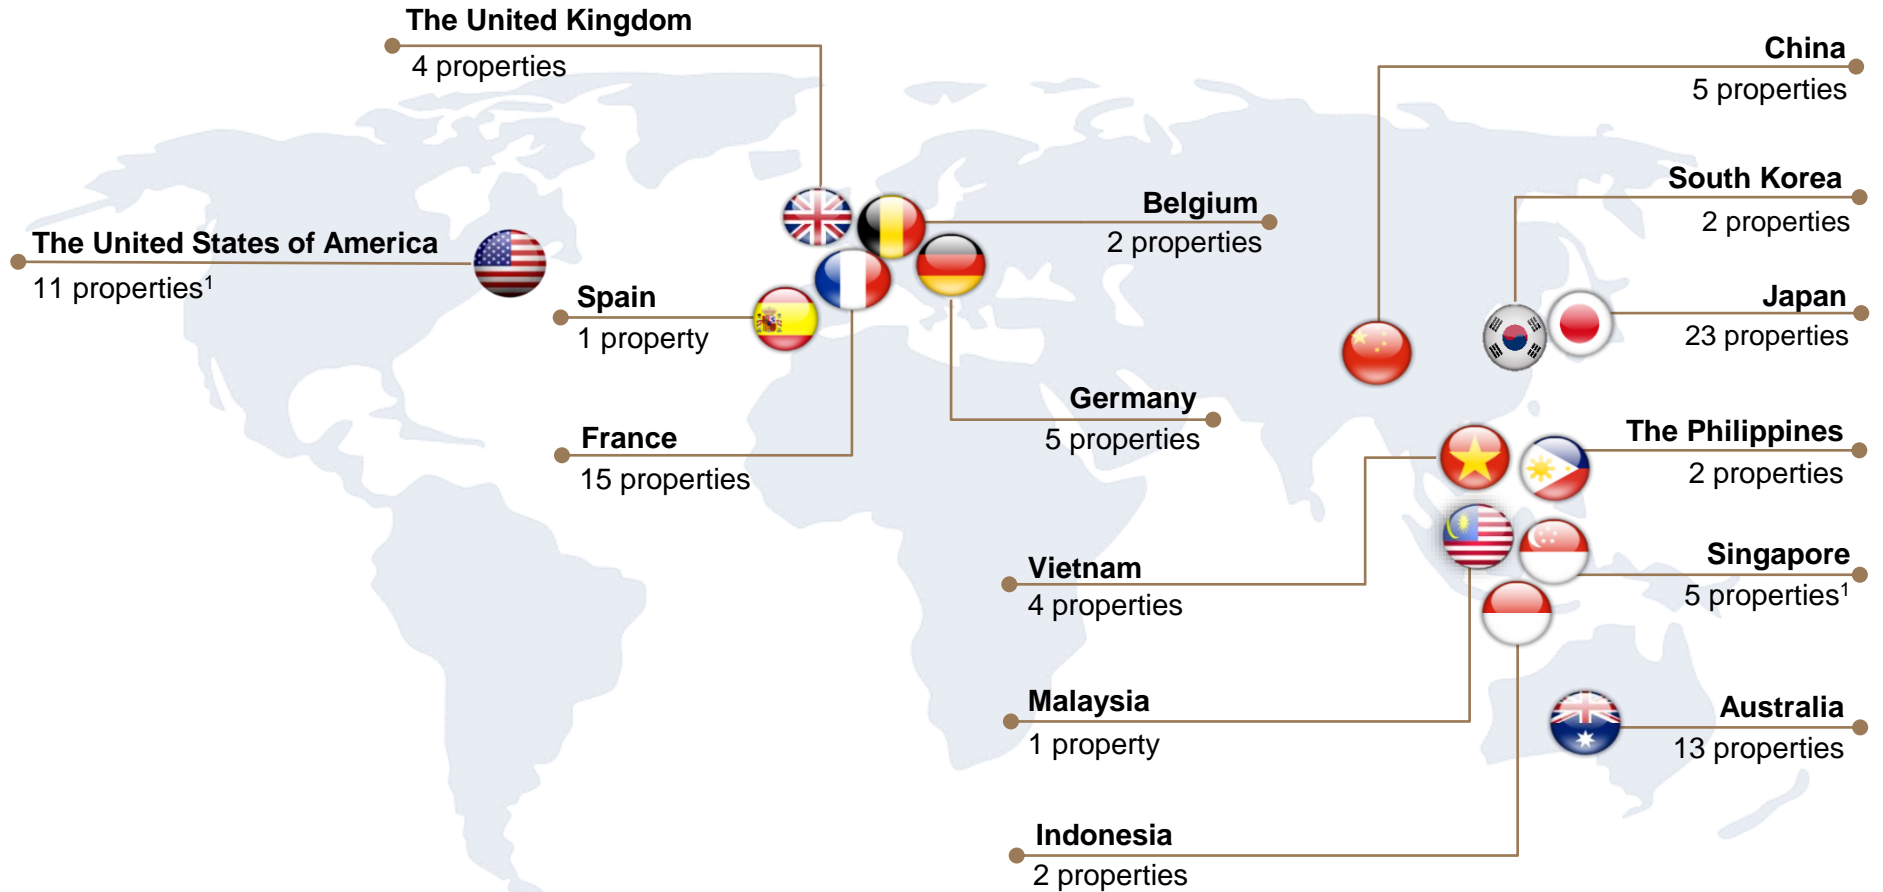 The United Kingdom
4 properties
China
5 properties
South Korea
2 properties
Belgium
2 properties
The United States of America
11 properties¹
Spain
1 property
Japan
23 properties
Germany
5 properties
France
15 properties
The Philippines
2 properties
Vietnam
4 properties
Singapore
5 properties¹
Malaysia
1 property
Australia
13 properties
Indonesia
2 properties